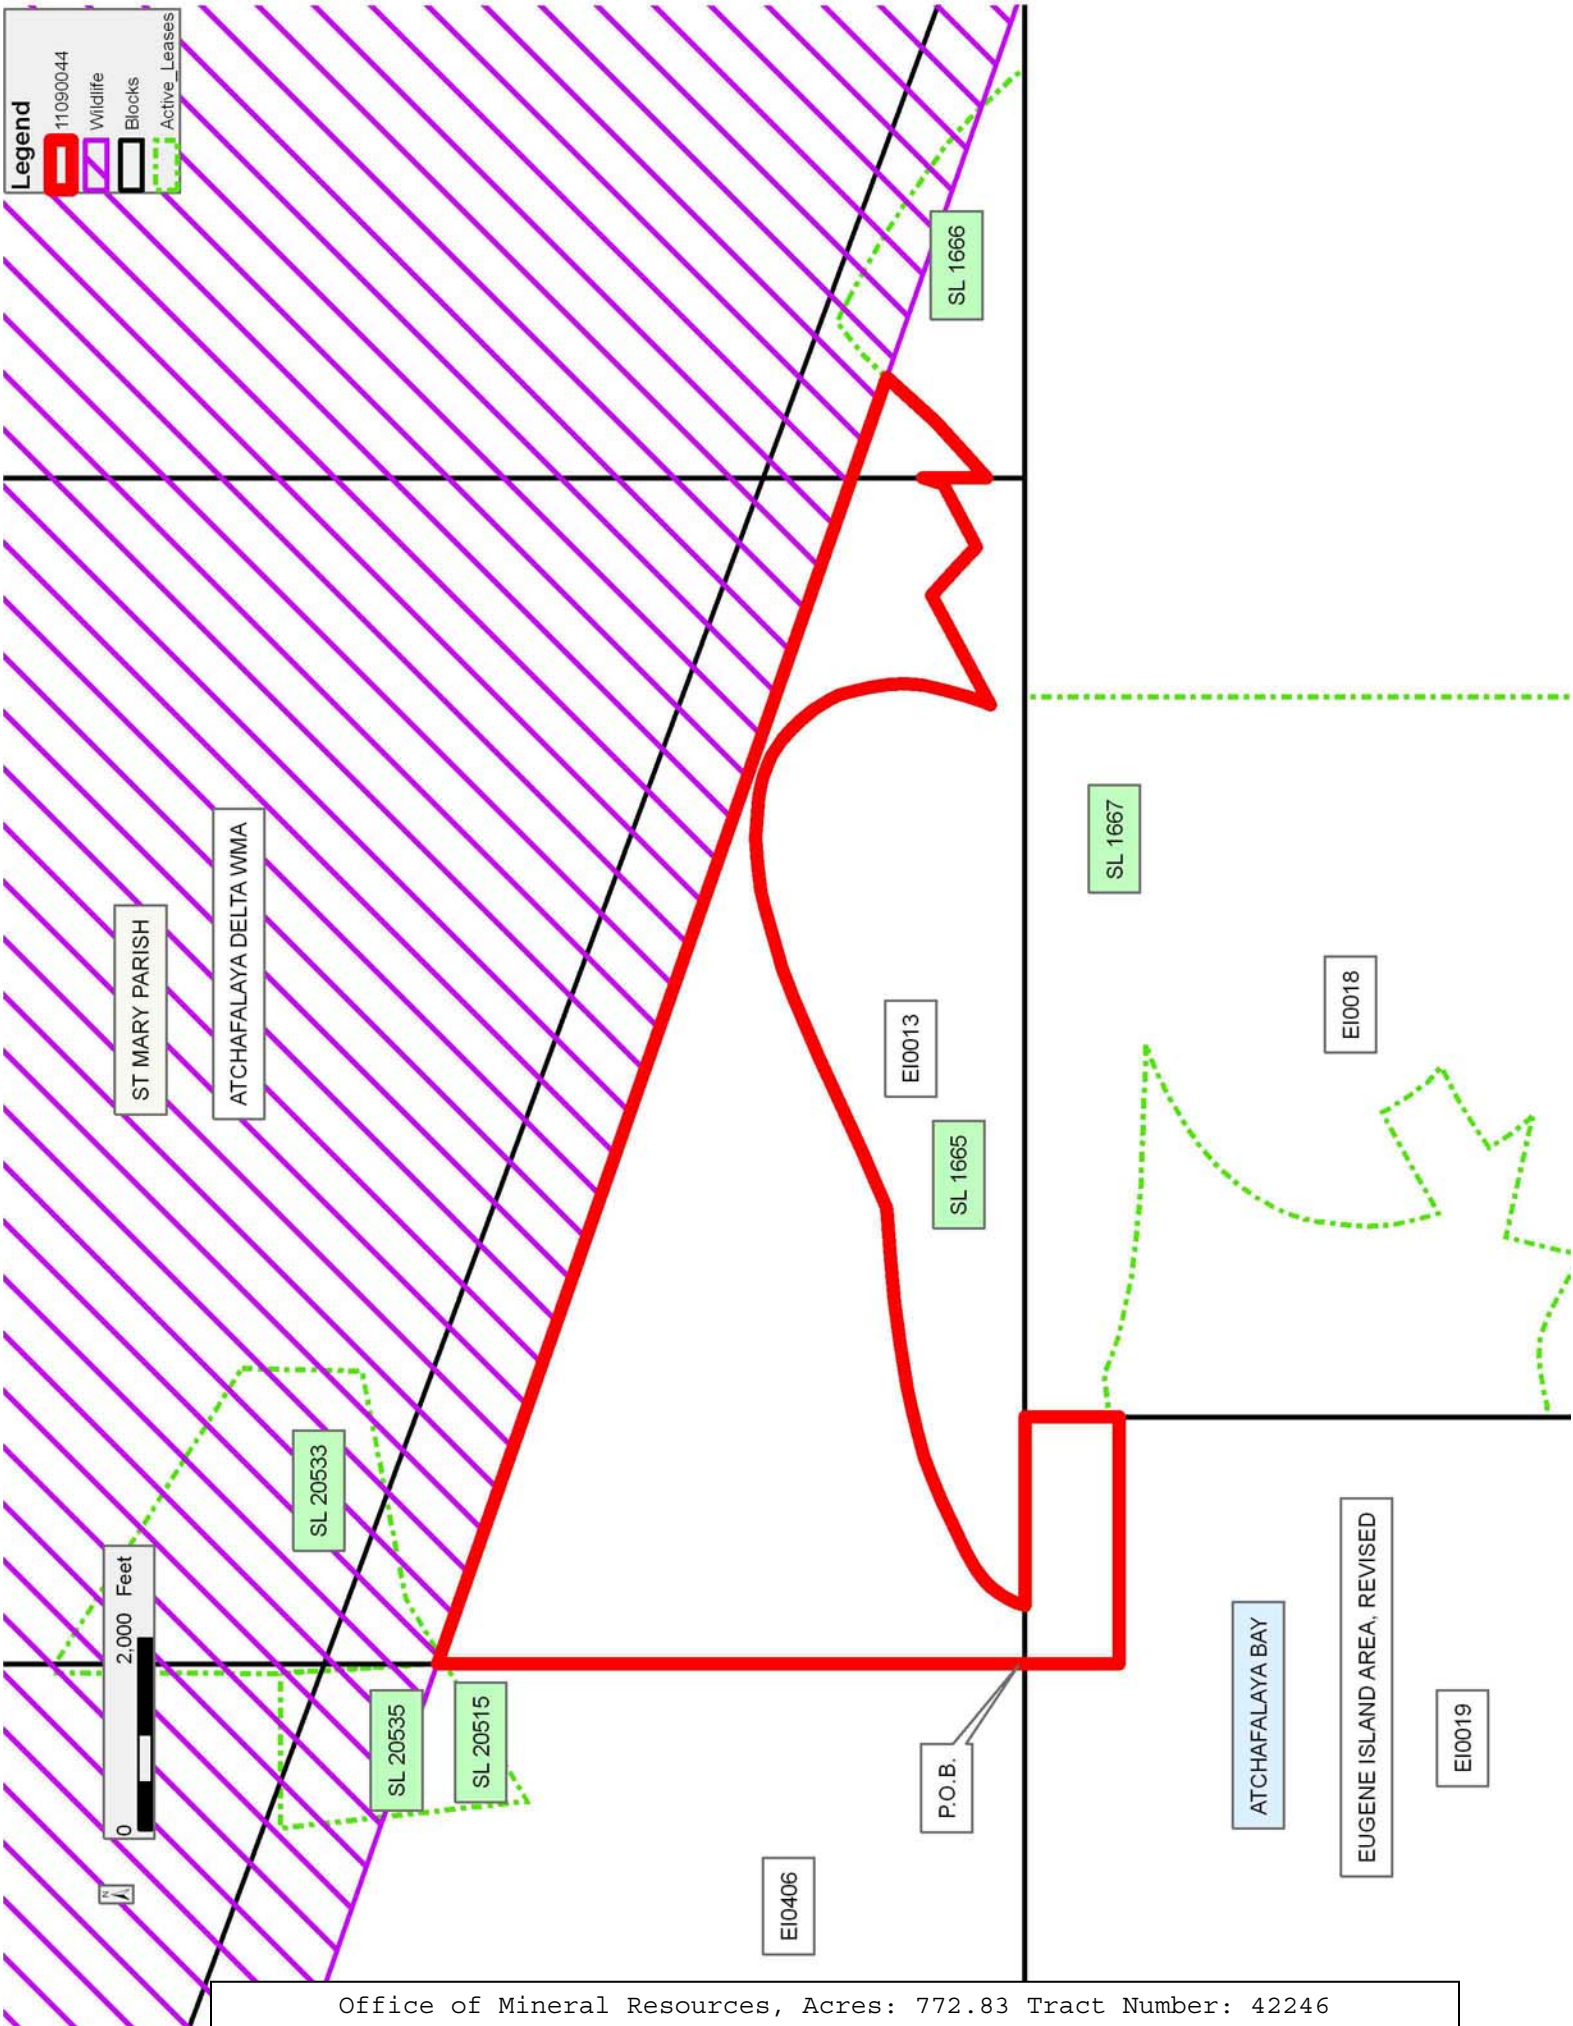 Legend
11090044
Wildlife
Blocks
Active_Leases
ST MARY PARISH
ATCHAFALAYA DELTA WMA
SL 1666
0
2,000 Feet
N
SL 20533
SL 20535
SL 20515
EI0013
SL 1665
SL 1667
EI0018
EI0406
P.O.B.
ATCHAFALAYA BAY
EUGENE ISLAND AREA, REVISED
EI0019
Office of Mineral Resources, Acres: 772.83 Tract Number: 42246